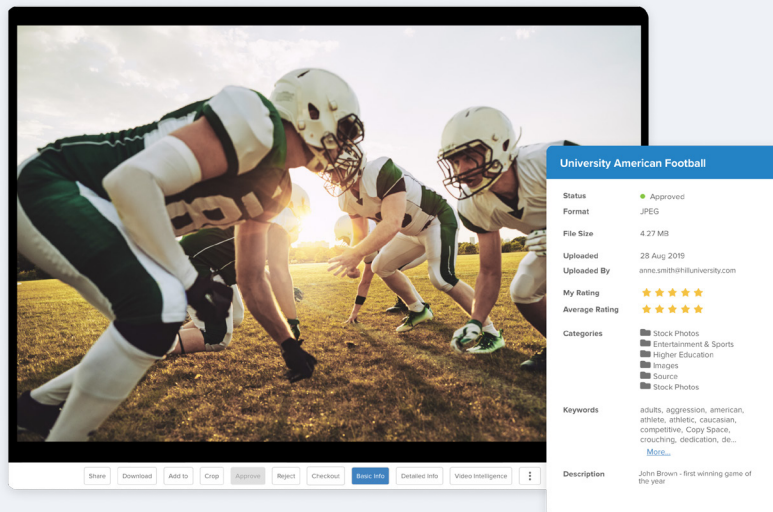 University American Football
Status Approved
Format JPEG
File Size 4.27 MB
Uploaded 28 Aug 2019
Uploaded By anne.smith@hilluniversity.com
My Rating
Average Rating
Categories Stock Photos
Entertainment & Sports
Higher Education
Images
Source
Stock Photos
Keywords adults, aggression, american,
athlete, athletic, caucasian,
competitive, Copy Space,
crouching, dedication, de...
More...
Description John Brown - first winning game of
the year
Share Download Add to Crop Approve Reject Checkout Basic Info Detailed Info Video Intelligence